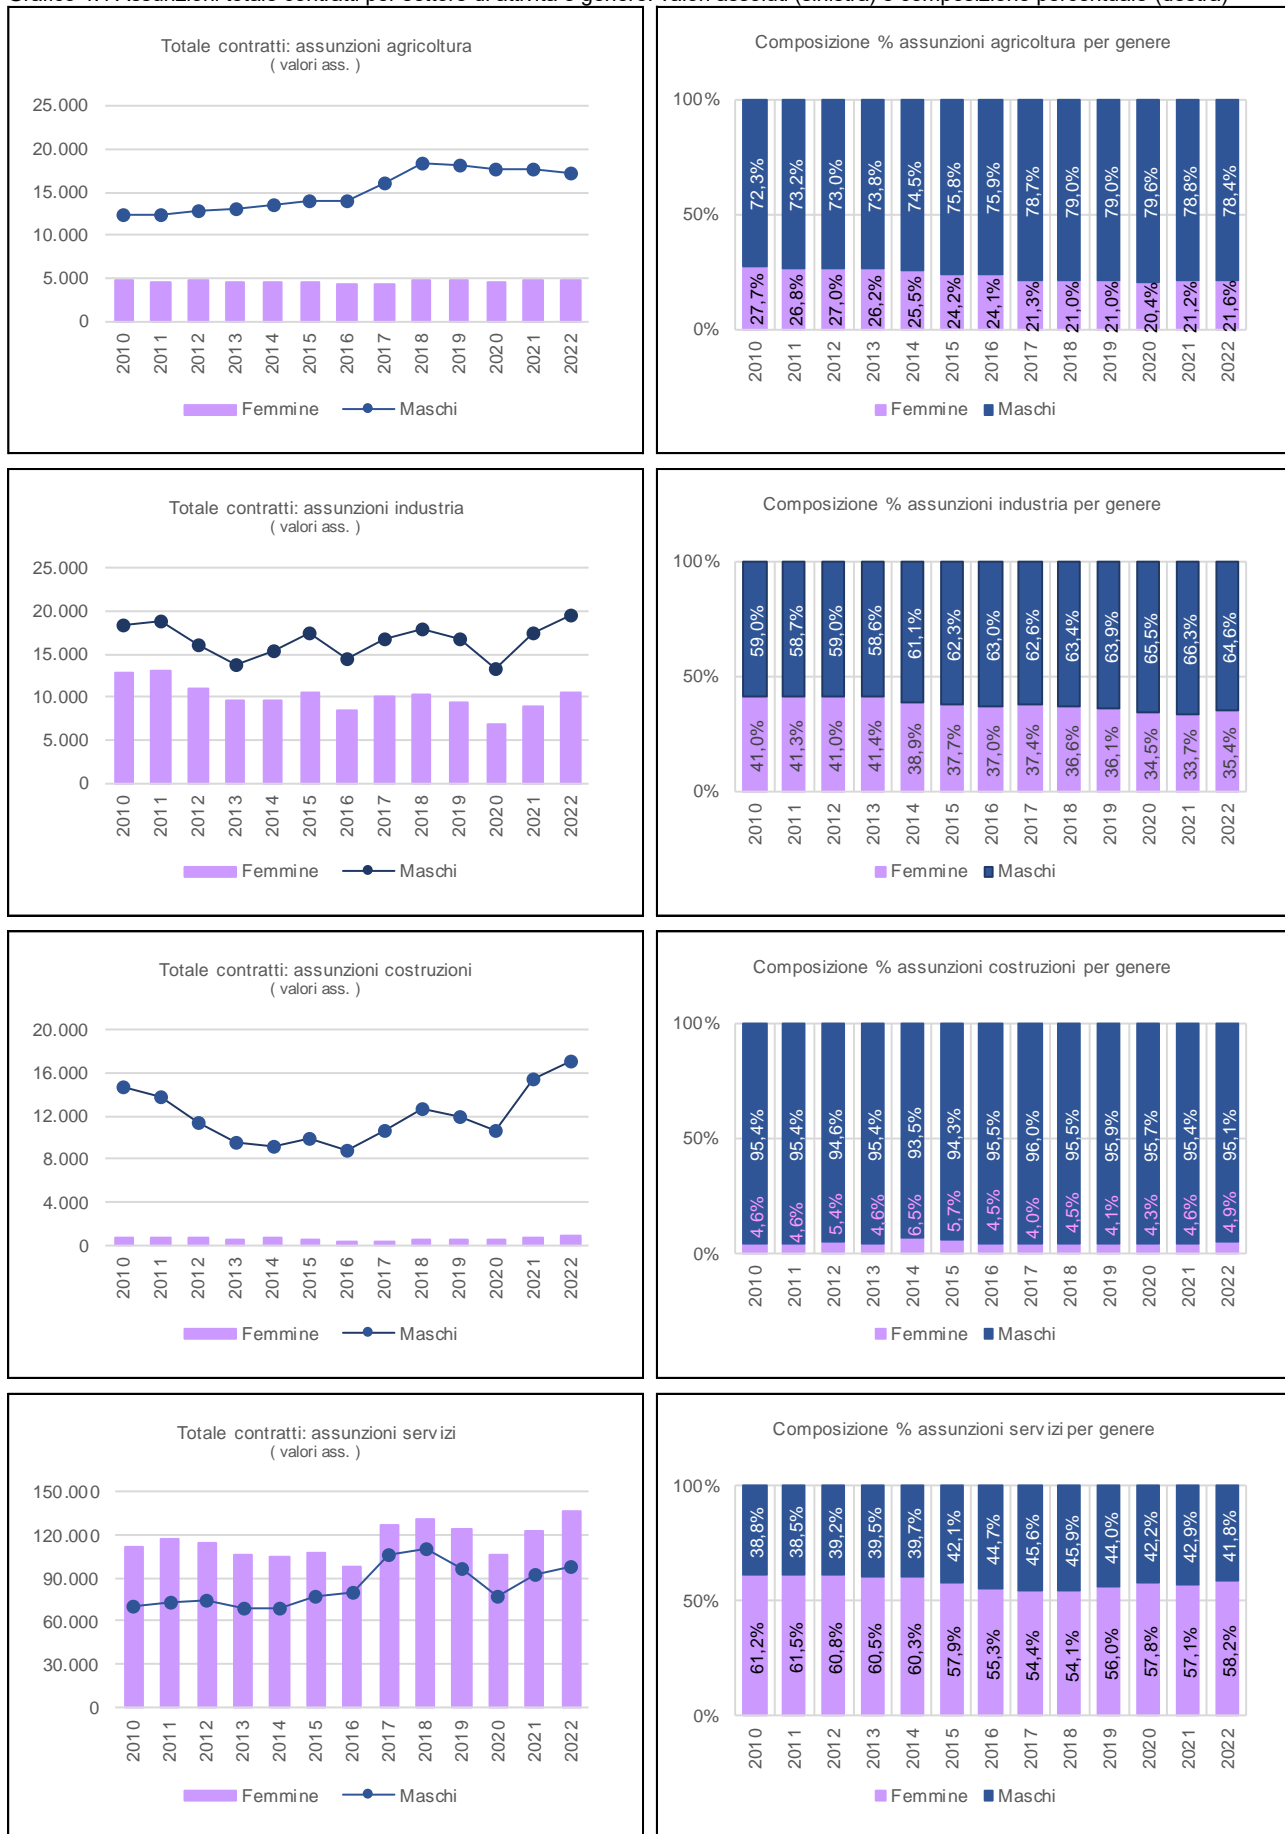 Totale contratti: assunzioni agricoltura
( valori ass. )
25.000
20.000
15.000
10.000
5.000
0
2010 2011 2012 2013 2014 2015 2016 2017 2018 2019 2020 2021 2022
Femmine Maschi
Composizione % assunzioni agricoltura per genere
100%
50%
0%
72,3% 73,2% 73,0% 73,8% 74,5% 75,8% 75,9% 78,7% 79,0% 79,0% 79,6% 78,8% 78,4%
27,7% 26,8% 27,0% 26,2% 25,5% 24,2% 24,1% 21,3% 21,0% 21,0% 20,4% 21,2% 21,6%
2010 2011 2012 2013 2014 2015 2016 2017 2018 2019 2020 2021 2022
Femmine Maschi
Totale contratti: assunzioni industria
( valori ass. )
25.000
20.000
15.000
10.000
5.000
0
2010 2011 2012 2013 2014 2015 2016 2017 2018 2019 2020 2021 2022
Femmine Maschi
Composizione % assunzioni industria per genere
100%
50%
0%
59,0% 58,7% 59,0% 58,6% 61,1% 62,3% 63,0% 62,6% 63,4% 63,9% 65,5% 66,3% 64,6%
41,0% 41,3% 41,0% 41,4% 38,9% 37,7% 37,0% 37,4% 36,6% 36,1% 34,5% 33,7% 35,4%
2010 2011 2012 2013 2014 2015 2016 2017 2018 2019 2020 2021 2022
Femmine Maschi
Totale contratti: assunzioni costruzioni
( valori ass. )
20.000
16.000
12.000
8.000
4.000
0
2010 2011 2012 2013 2014 2015 2016 2017 2018 2019 2020 2021 2022
Femmine Maschi
Composizione % assunzioni costruzioni per genere
100%
50%
0%
95,4% 95,4% 94,6% 95,4% 93,5% 94,3% 95,5% 96,0% 95,5% 95,9% 95,7% 95,4% 95,1%
4,6% 4,6% 5,4% 4,6% 6,5% 5,7% 4,5% 4,0% 4,5% 4,1% 4,3% 4,6% 4,9%
2010 2011 2012 2013 2014 2015 2016 2017 2018 2019 2020 2021 2022
Femmine Maschi
Totale contratti: assunzioni servizi
( valori ass. )
150.000
120.000
90.000
60.000
30.000
0
2010 2011 2012 2013 2014 2015 2016 2017 2018 2019 2020 2021 2022
Femmine Maschi
Composizione % assunzioni servizi per genere
100%
50%
0%
38,8% 38,5% 39,2% 39,5% 39,7% 42,1% 44,7% 45,6% 45,9% 44,0% 42,2% 42,9% 41,8%
61,2% 61,5% 60,8% 60,5% 60,3% 57,9% 55,3% 54,4% 54,1% 56,0% 57,8% 57,1% 58,2%
2010 2011 2012 2013 2014 2015 2016 2017 2018 2019 2020 2021 2022
Femmine Maschi